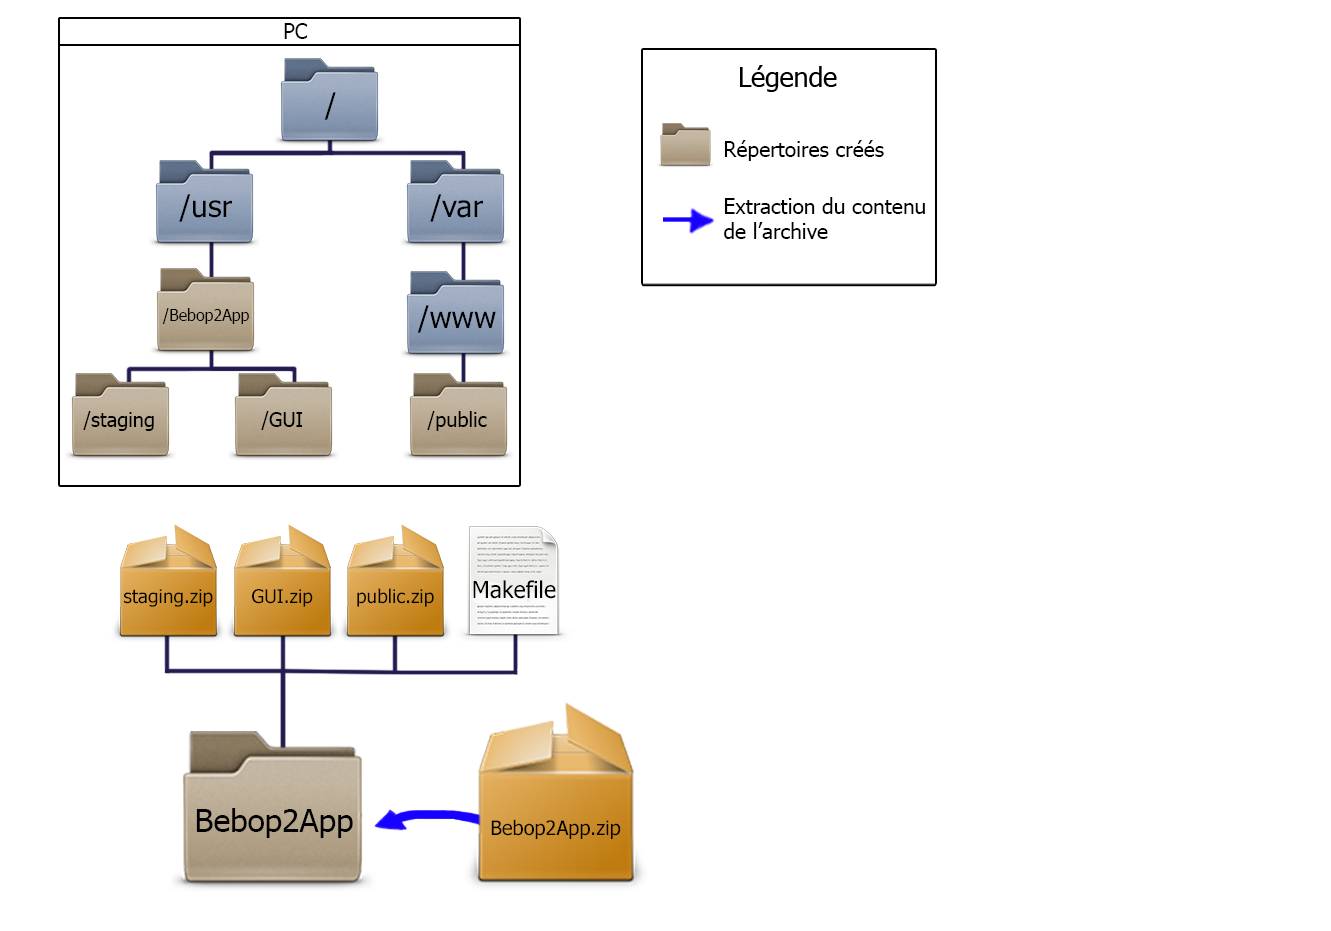 PC
/
/usr
/var
/Bebop2App
/www
/staging
/GUI
/public
Légende
Répertoires créés
Extraction du contenu
de l’archive
staging.zip
GUI.zip
public.zip
Makefile
Bebop2App
Bebop2App.zip